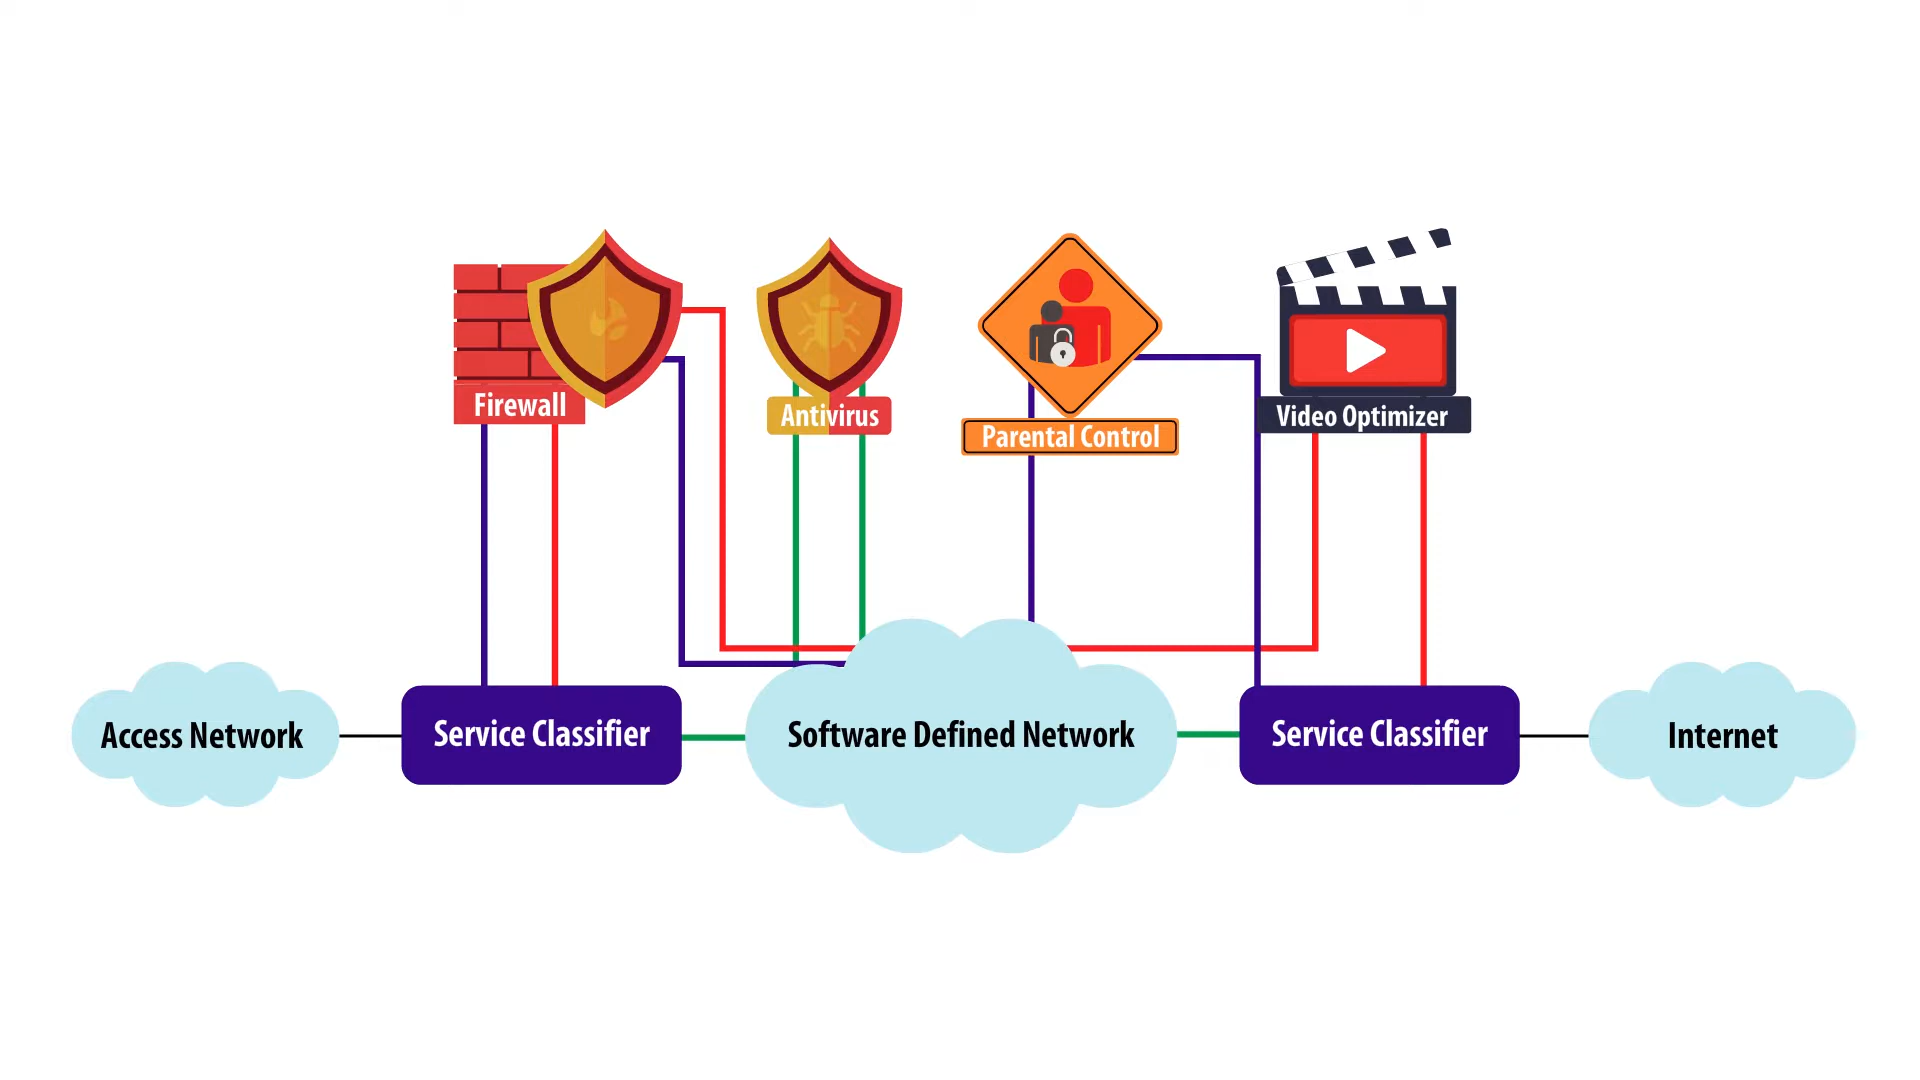 Firewall
Antivirus
Parental Control
Video Optimizer
Access Network
Service Classifier
Software Defined Network
Service Classifier
Internet